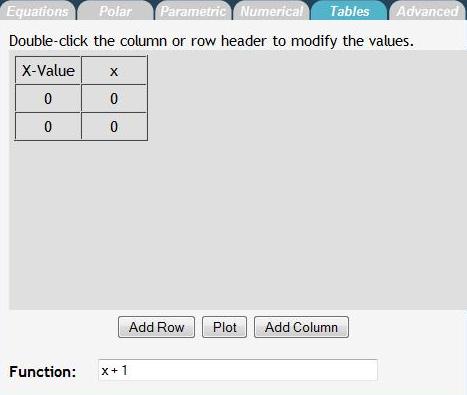 Equations Polar Parametric Numerical Tables Advanced
Double-click the column or row header to modify the values.
X-Value x
0 0
0 0
Add Row Plot Add Column
Function: x + 1